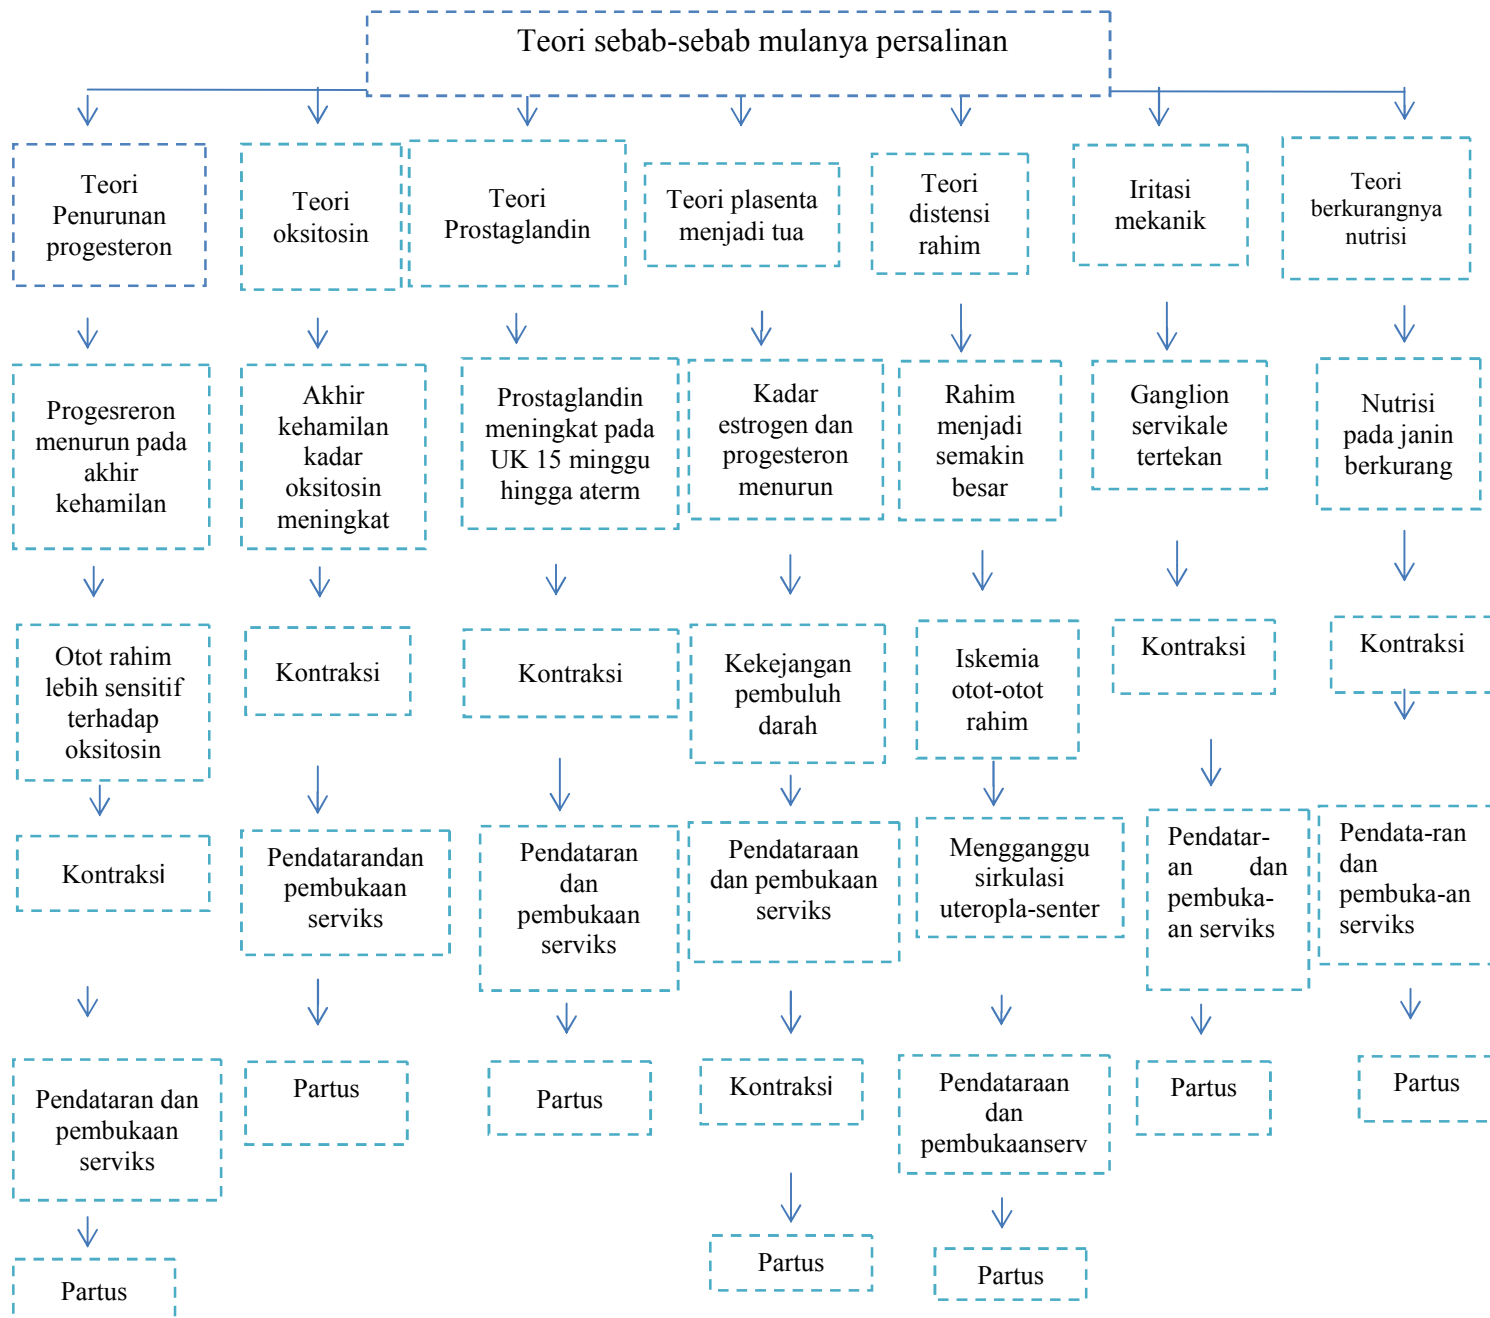 Teori sebab-sebab mulanya persalinan
Teori
Penurunan
progesteron
Teori
oksitosin
Teori
Prostaglandin
Teori plasenta
menjadi tua
Teori
distensi
rahim
Iritasi
mekanik
Teori
berkurangnya
nutrisi
Progesreron
menurun pada
akhir
kehamilan
Akhir
kehamilan
kadar
oksitosin
meningkat
Prostaglandin
meningkat pada
UK 15 minggu
hingga aterm
Kadar
estrogen dan
progesteron
menurun
Rahim
menjadi
semakin
besar
Ganglion
servikale
tertekan
Nutrisi
pada janin
berkurang
Otot rahim
lebih sensitif
terhadap
oksitosin
Kontraksi
Kontraksi
Kekejangan
pembuluh
darah
Iskemia
otot-otot
rahim
Kontraksi
Kontraksi
Kontraksi
Pendatarandan
pembukaan
serviks
Pendataran
dan
pembukaan
serviks
Pendataraan
dan pembukaan
serviks
Mengganggu
sirkulasi
uteropla-senter
Pendatar-
an dan
pembuka-
an serviks
Pendata-ran
dan
pembuka-an
serviks
Pendataran dan
pembukaan
serviks
Partus
Partus
Kontraksi
Pendataraan
dan
pembukaanserv
Partus
Partus
Partus
Partus
Partus